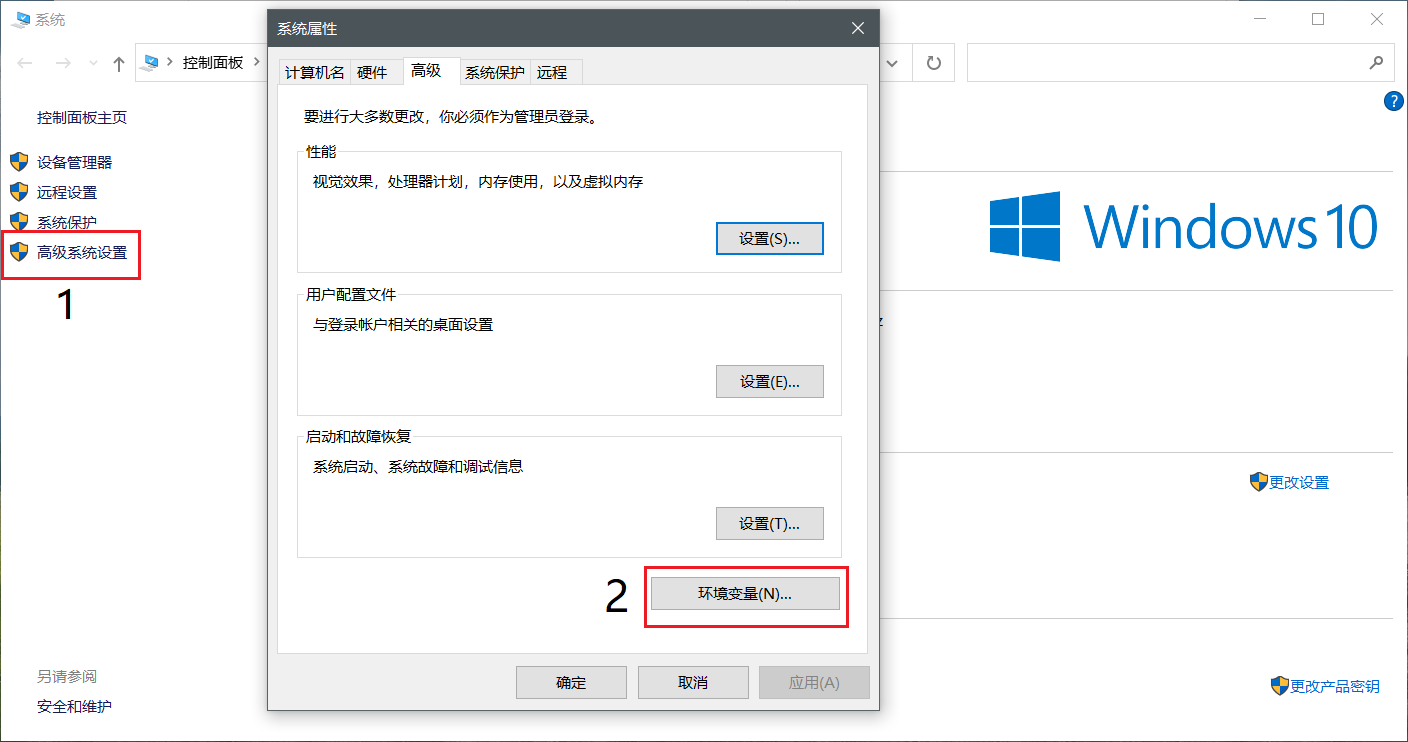 系统
系统属性
控制面板
计算机名
硬件
高级
系统保护
远程
?
控制面板主页
要进行大多数更改，你必须作为管理员登录。
设备管理器
远程设置
系统保护
高级系统设置
1
性能
视觉效果，处理器计划，内存使用，以及虚拟内存
设置(S)...
Windows 10
用户配置文件
与登录帐户相关的桌面设置
设置(E)...
启动和故障恢复
系统启动、系统故障和调试信息
设置(T)...
更改设置
2
环境变量(N)...
确定
取消
应用(A)
另请参阅
安全和维护
更改产品密钥